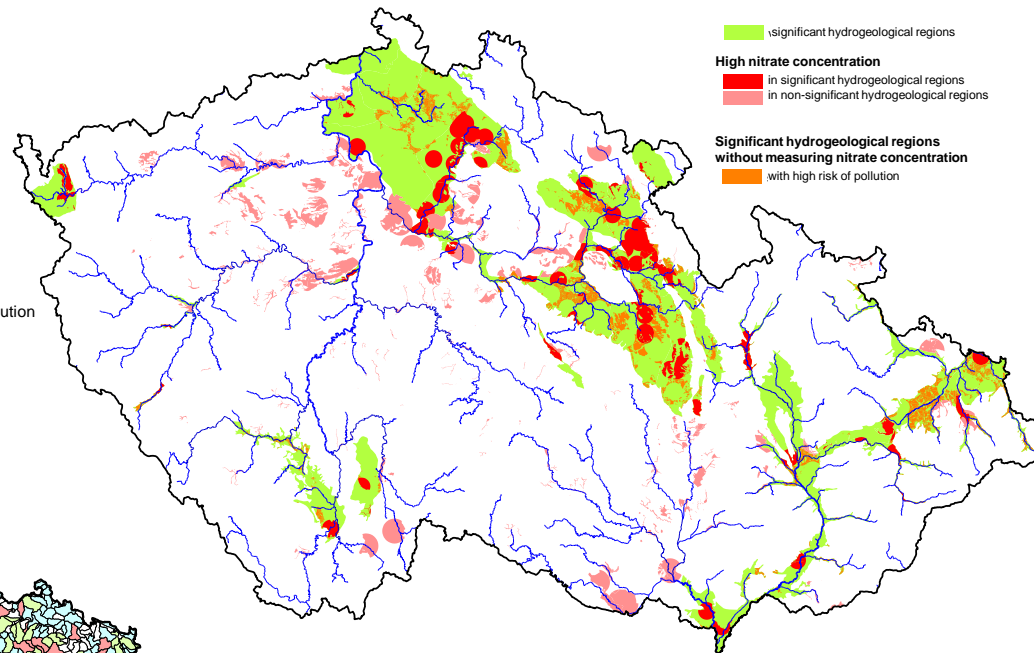 significant hydrogeological regions
High nitrate concentration
in significant hydrogeological regions
in non-significant hydrogeological regions
Significant hydrogeological regions
without measuring nitrate concentration
with high risk of pollution
ution